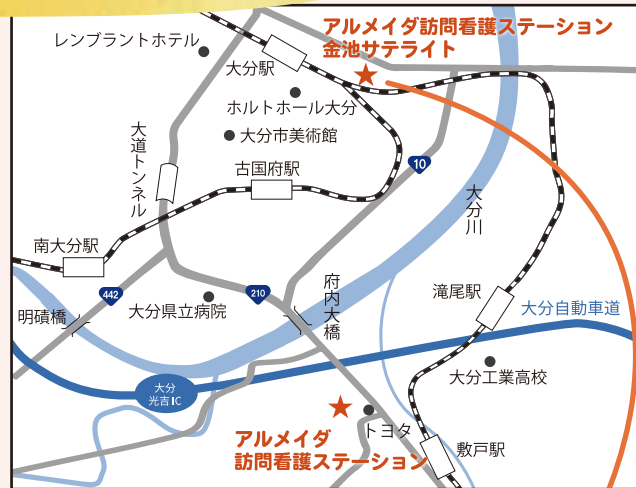 アルメイダ訪問看護ステーション
金池サテライト
レンブラントホテル
大分駅
ホルトホール大分
大分市美術館
大道トンネル
古国府駅
10
大分川
南大分駅
442
210
明磧橋
大分県立病院
府内大橋
滝尾駅
大分自動車道
大分
光吉IC
大分工業高校
トヨタ
アルメイダ
訪問看護ステーション
敷戸駅